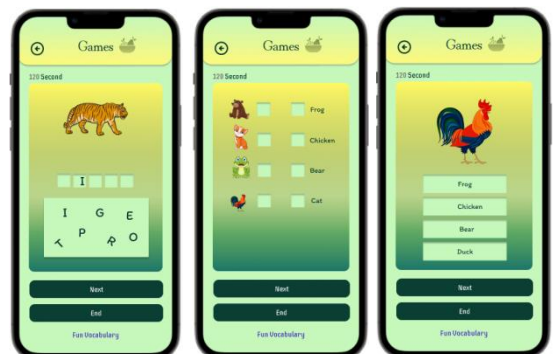 Games
120 Second
I
I G E
T P R O
Next
End
Fun Vocabulary
Games
120 Second
Frog
Chicken
Bear
Cat
Next
End
Fun Vocabulary
Games
120 Second
Frog
Chicken
Bear
Duck
Next
End
Fun Vocabulary